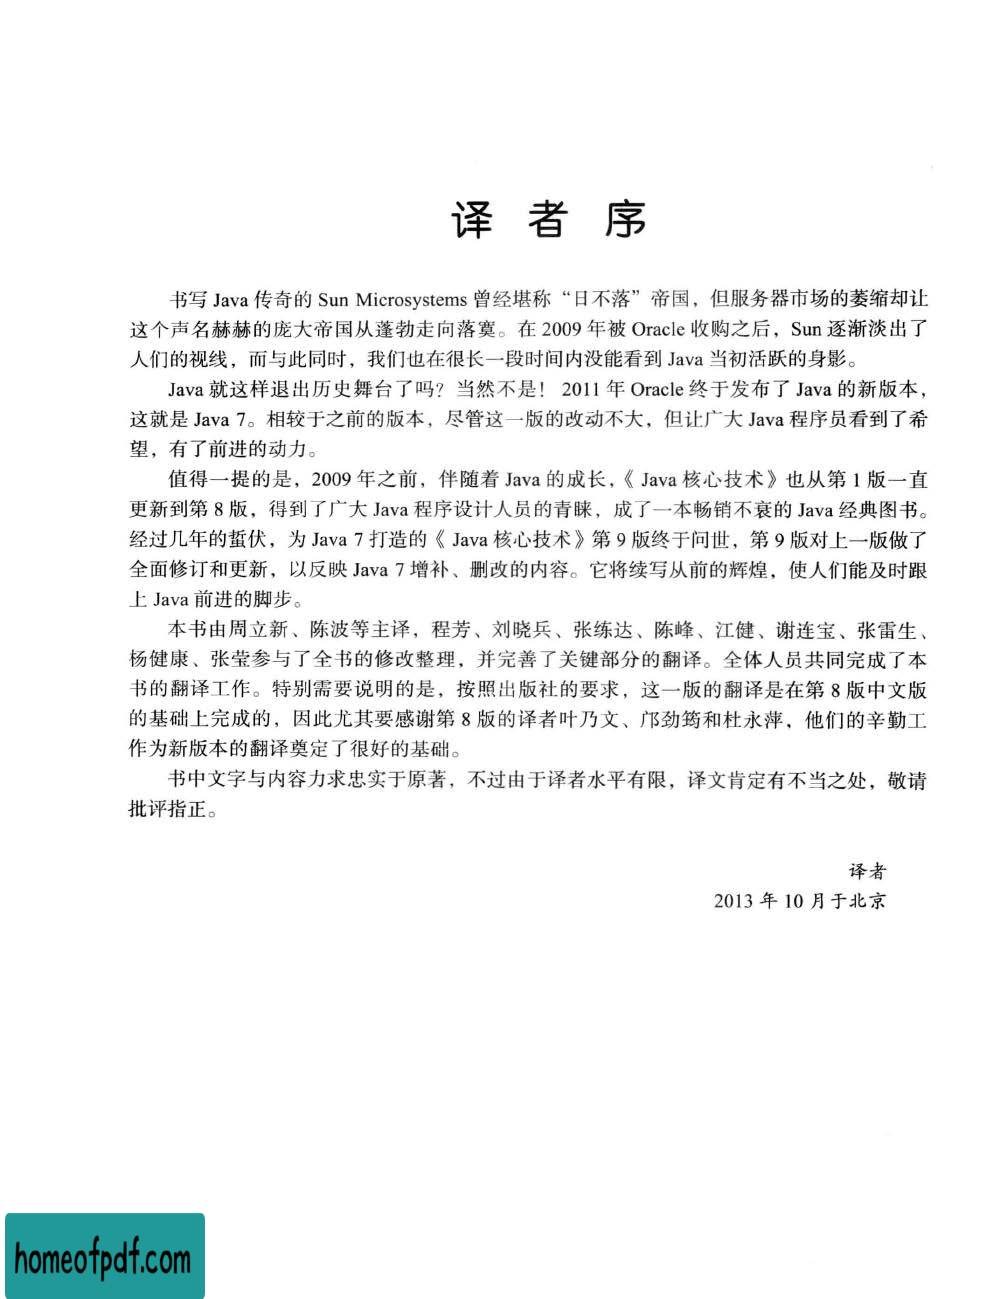 译者序
书写 Java 传奇的 Sun Microsystems 曾经堪称“日不落”帝国，但服务器市场的萎缩却让
这个声名赫赫的庞大帝国从蓬勃走向落寞。在 2009 年被 Oracle 收购之后，Sun 逐渐淡出了
人们的视线，而与此同时，我们也在很长一段时间内没能看到 Java 当初活跃的身影。
Java 就这样退出历史舞台了吗？当然不是！ 2011 年 Oracle 终于发布了 Java 的新版本，
这就是 Java 7。相较于之前的版本，尽管这一版的改动不大，但让广大 Java 程序员看到了希
望，有了前进的动力。
值得一提的是，2009 年之前，伴随着 Java 的成长，《 Java 核心技术》也从第 1 版一直
更新到第 8 版，得到了广大 Java 程序设计人员的青睐，成了一本畅销不衰的 Java 经典图书。
经过几年的蜇伏，为 Java 7 打造的《 Java 核心技术》第 9 版终于问世，第 9 版对上一版做了
全面修订和更新，以反映 Java 7 增补、删改的内容。它将续写从前的辉煌，使人们能及时跟
上 Java 前进的脚步。
本书由周立新、陈波等主译，程芳、刘晓兵、张练达、陈峰、江健、谢连宝、张雷生、
杨健康、张莹参与了全书的修改整理，并完善了关键部分的翻译。全体人员共同完成了本
书的翻译工作。特别需要说明的是，按照出版社的要求，这一版的翻译是在第 8 版中文版
的基础上完成的，因此尤其要感谢第 8 版的译者叶乃文、邝劲筠和杜永萍，他们的辛勤工
作为新版本的翻译奠定了很好的基础。
书中文字与内容力求忠实于原著，不过由于译者水平有限，译文肯定有不当之处，敬请
批评指正。
译者
2013 年 10 月于北京
homeofpdf.com